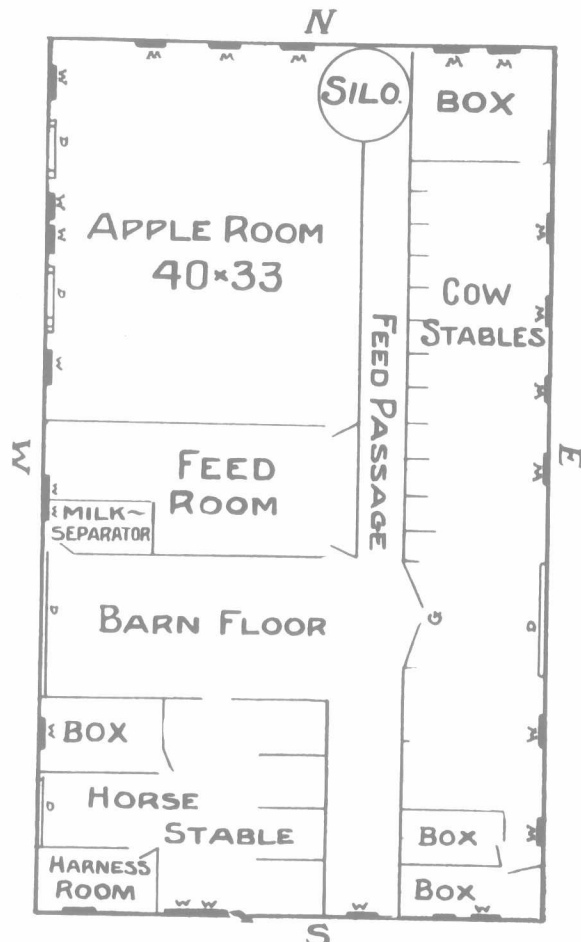 N
W W W W W
W
SILO.
BOX
D
W
W
APPLE ROOM
40×33
W
COW
STABLES
W
D
FEED PASSAGE
W
W
W
E
FEED
ROOM
W
W
W
MILK~
SEPARATOR
D
BARN FLOOR
G
D
W
BOX
W
D
HORSE
STABLE
W
BOX
HARNESS
ROOM
BOX
W W W W W
S